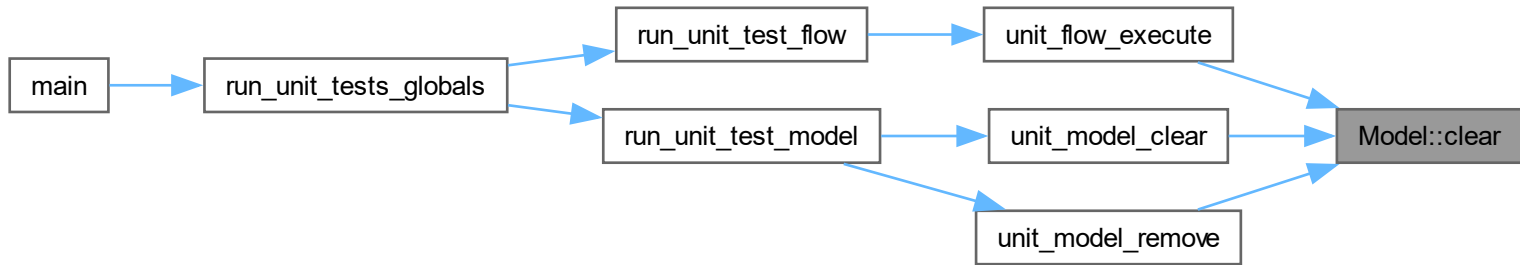 main
run_unit_tests_globals
run_unit_test_flow
unit_flow_execute
run_unit_test_model
unit_model_clear
unit_model_remove
Model::clear